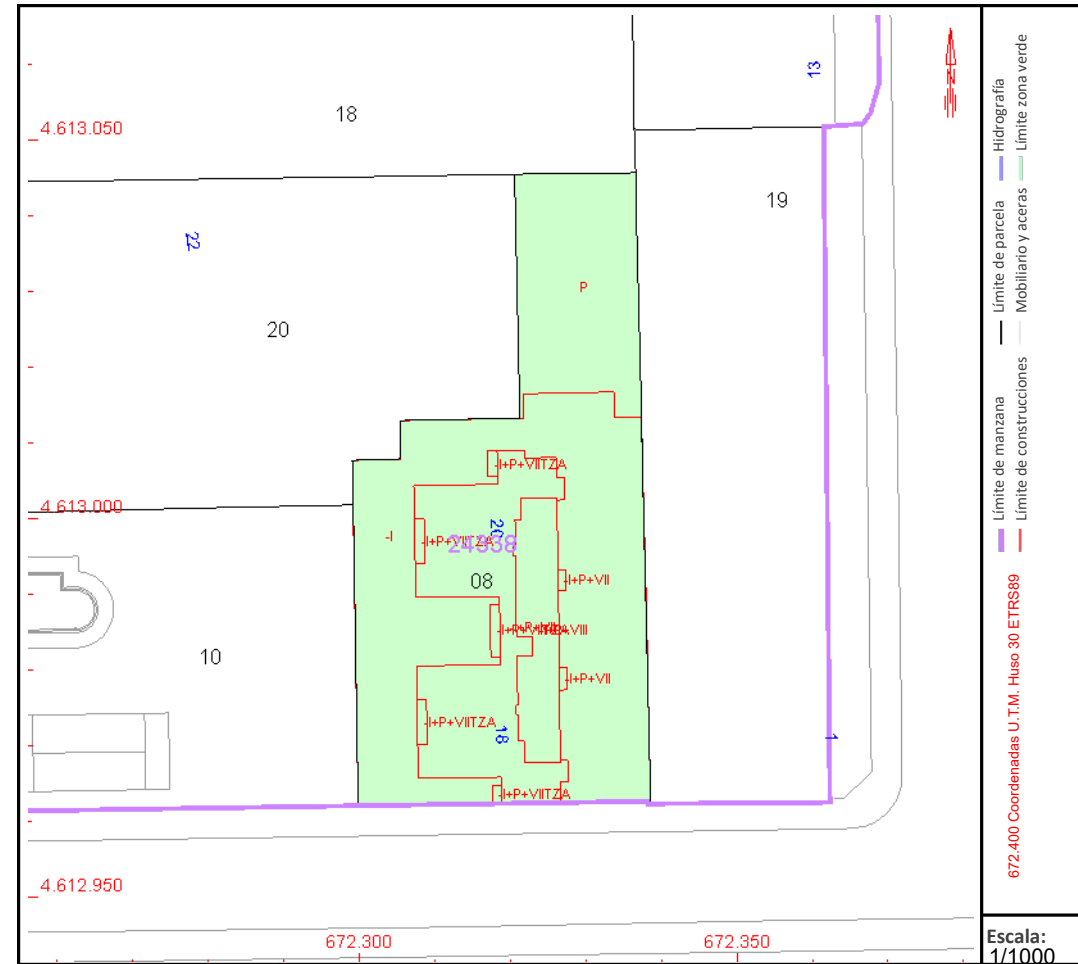 18
13
4.613.050
19
22
P
20
-I+P+VIITZA
4.613.000
-I
20
-I+P+VIITZA
24338
08
-I+P+VII
10
-I+P+VII
-I+P+VIITZA
18
1
-I+P+VIITZA
4.612.950
672.300
672.350
N
Límite de manzana
Límite de parcela
Hidrografía
Límite de construcciones
Mobiliario y aceras
Límite zona verde
672.400 Coordenadas U.T.M. Huso 30 ETRS89
Escala:
1/1000